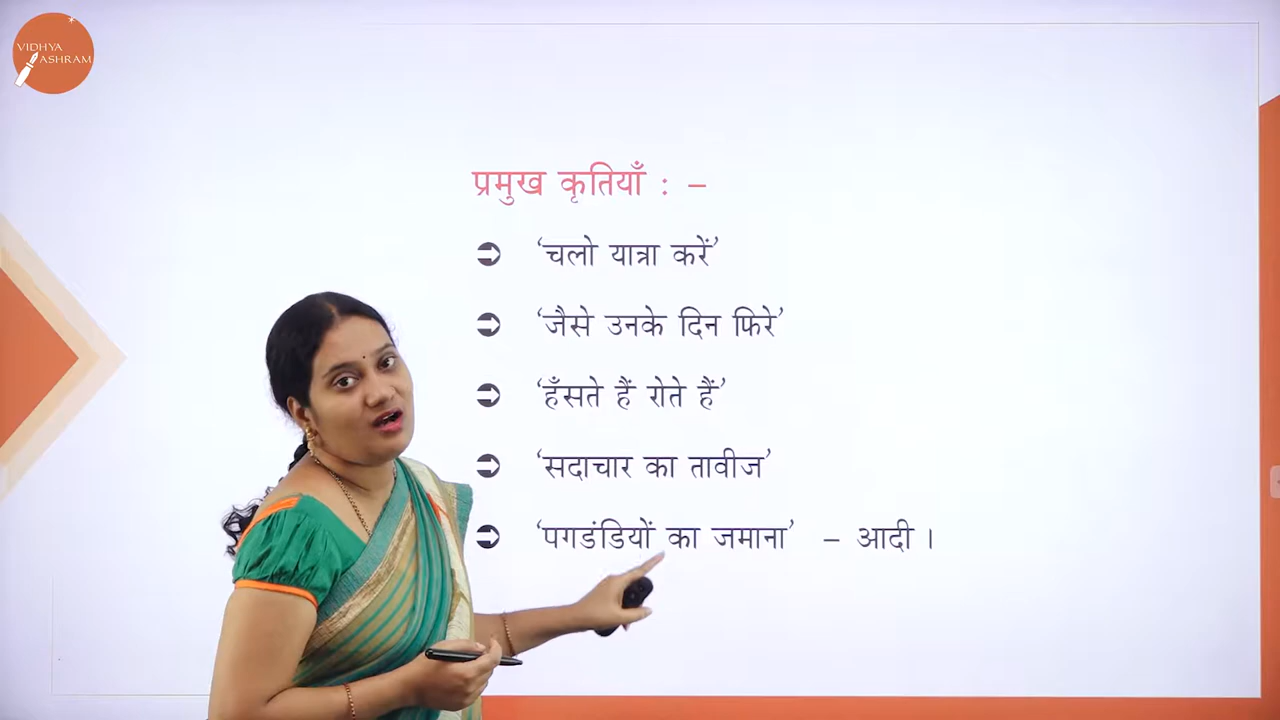 VIDHYA
ASHRAM
प्रमुख कृतियाँ : –
➲ ‘चलो यात्रा करें’
➲ ‘जैसे उनके दिन फिरे’
➲ ‘हँसते हैं रोते हैं’
➲ ‘सदाचार का तावीज’
➲ ‘पगडंडियों का जमाना’ – आदी ।